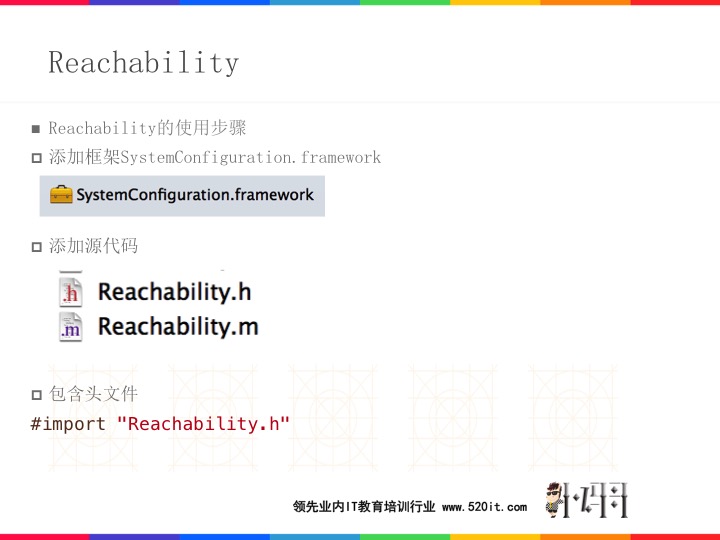 Reachability
Reachability的使用步骤
添加框架SystemConfiguration.framework
SystemConfiguration.framework
添加源代码
.h Reachability.h
.m Reachability.m
包含头文件
#import "Reachability.h"
领先业内IT教育培训行业 www.520it.com
小码哥